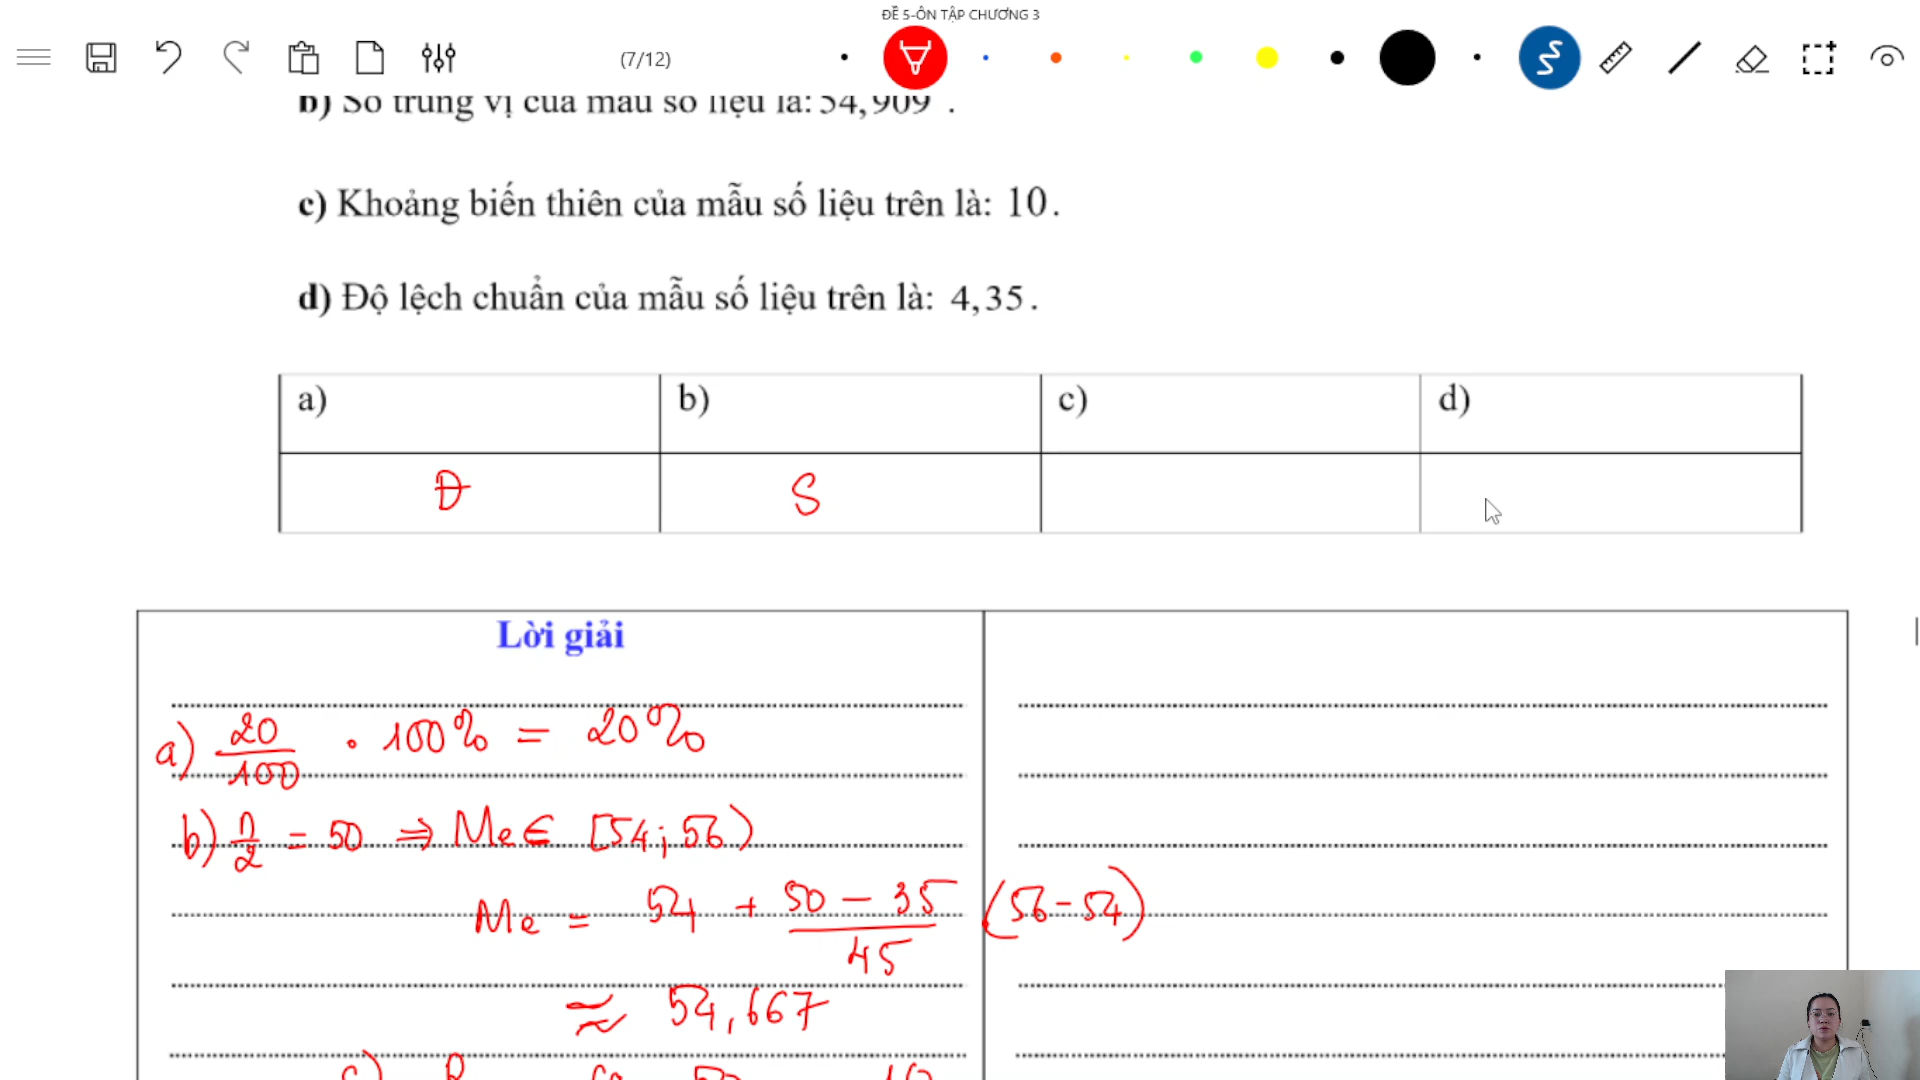 ĐỀ 5-ÔN TẬP CHƯƠNG 3
(7/12)
b) Số trung vị của mẫu số liệu là: 54,909 .
c) Khoảng biến thiên của mẫu số liệu trên là: 10.
d) Độ lệch chuẩn của mẫu số liệu trên là: 4,35.
a) b) c) d)
Đ S
Lời giải
a) 20/100 . 100% = 20%
b) n/2 = 50 ⇒ Me ∈ [54; 56)
Me = 54 + (50 - 35)/45 (56 - 54)
≈ 54,667
c) R